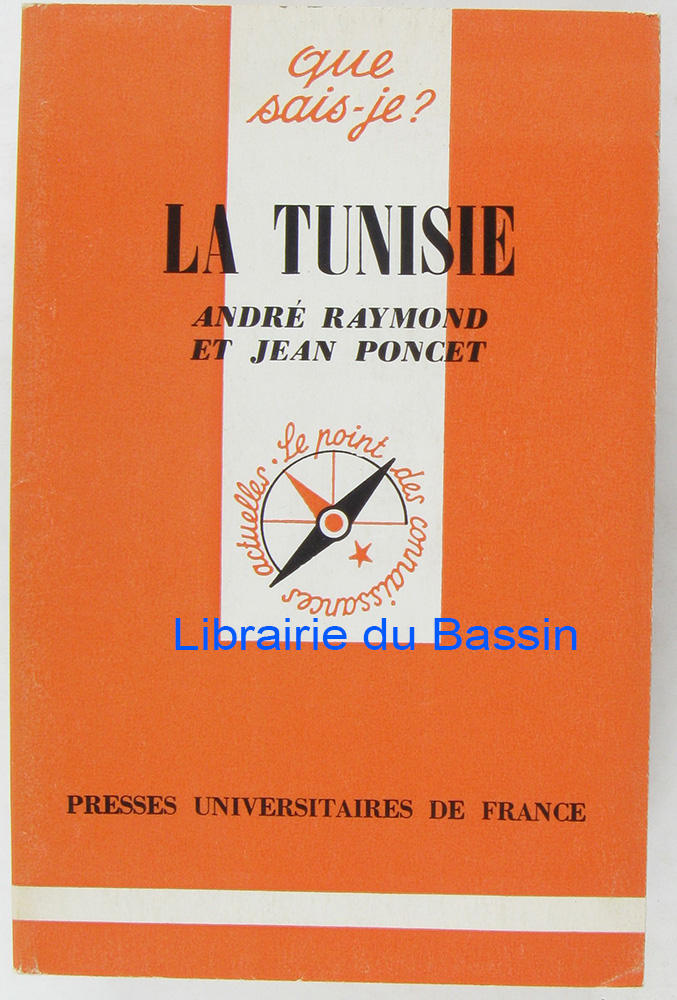 que
sais-je?
LA TUNISIE
ANDRÉ RAYMOND
ET JEAN PONCET
Le point des connaissances actuelles.
Librairie du Bassin
PRESSES UNIVERSITAIRES DE FRANCE